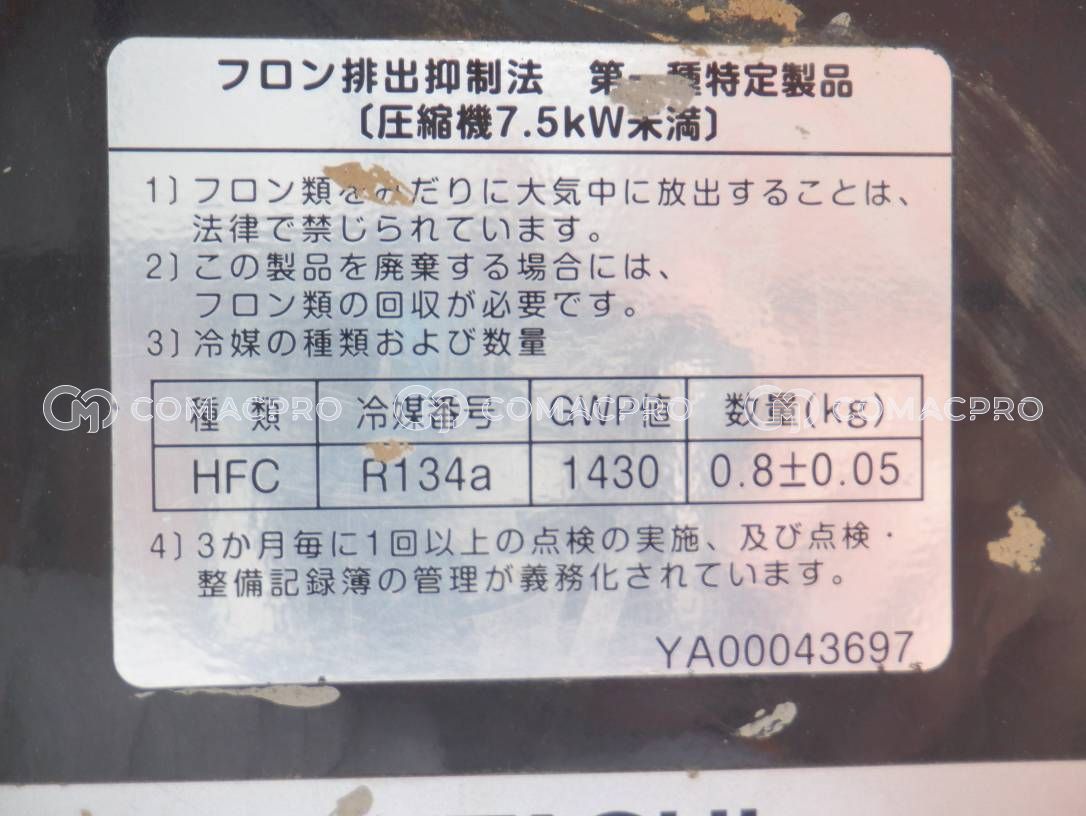 フロン排出抑制法 第一種特定製品
〔圧縮機7.5kW未満〕
1〕フロン類をみだりに大気中に放出することは、
法律で禁じられています。
2〕この製品を廃棄する場合には、
フロン類の回収が必要です。
3〕冷媒の種類および数量
種類 冷媒番号 GWP値 数量(kg)
COMACPRO COMACPRO COMACPRO
HFC R134a 1430 0.8±0.05
4〕3か月毎に1回以上の点検の実施、及び点検・
整備記録簿の管理が義務化されています。
YA00043697